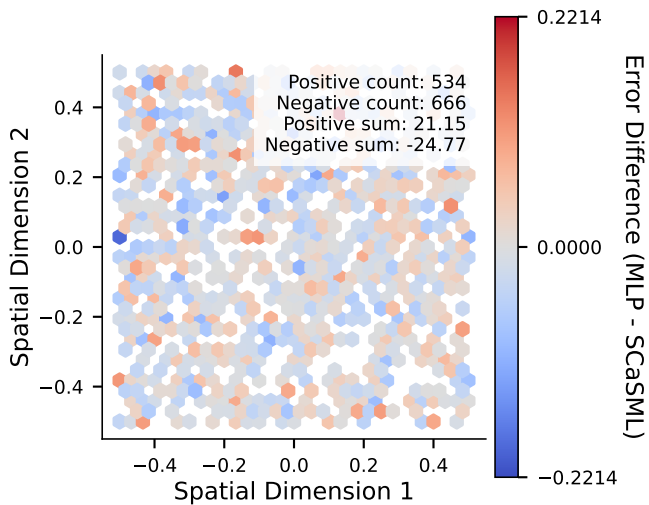 Positive count: 534
Negative count: 666
Positive sum: 21.15
Negative sum: -24.77
0.4
0.2
0.0
−0.2
−0.4
Spatial Dimension 2
−0.4
−0.2
0.0
0.2
0.4
Spatial Dimension 1
0.2214
0.0000
−0.2214
Error Difference (MLP - SCaSML)